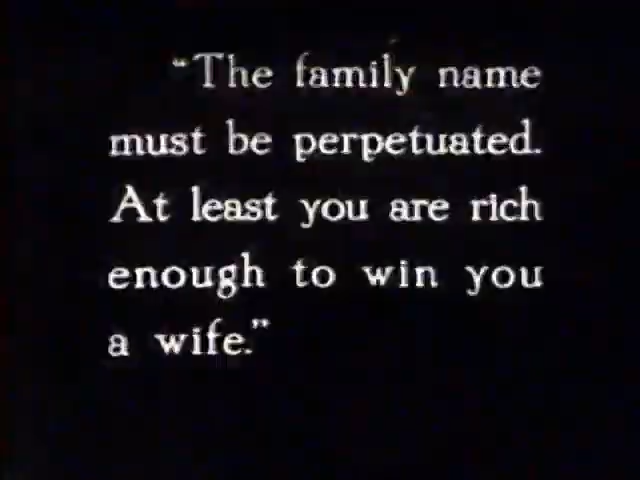 "The family name
must be perpetuated.
At least you are rich
enough to win you
a wife."